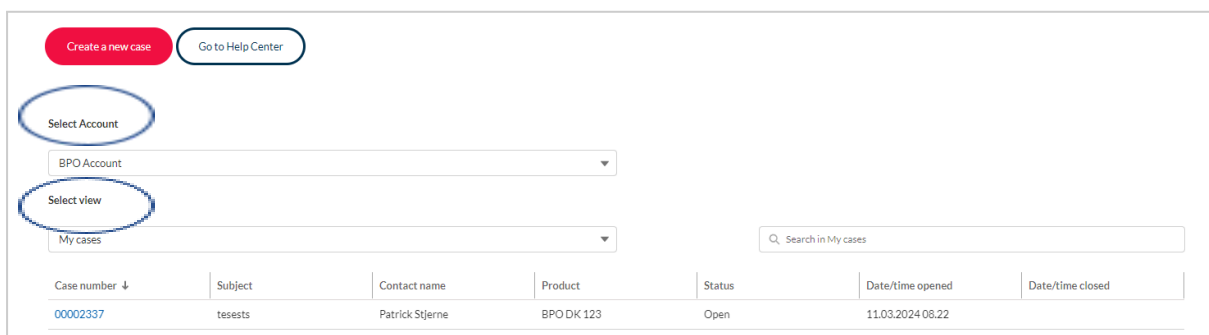 Create a new case Go to Help Center
Select Account
BPO Account
Select view
My cases Search in My cases
Case number Subject Contact name Product Status Date/time opened Date/time closed
00002337 tesests Patrick Stjerne BPO DK 123 Open 11.03.2024 08.22